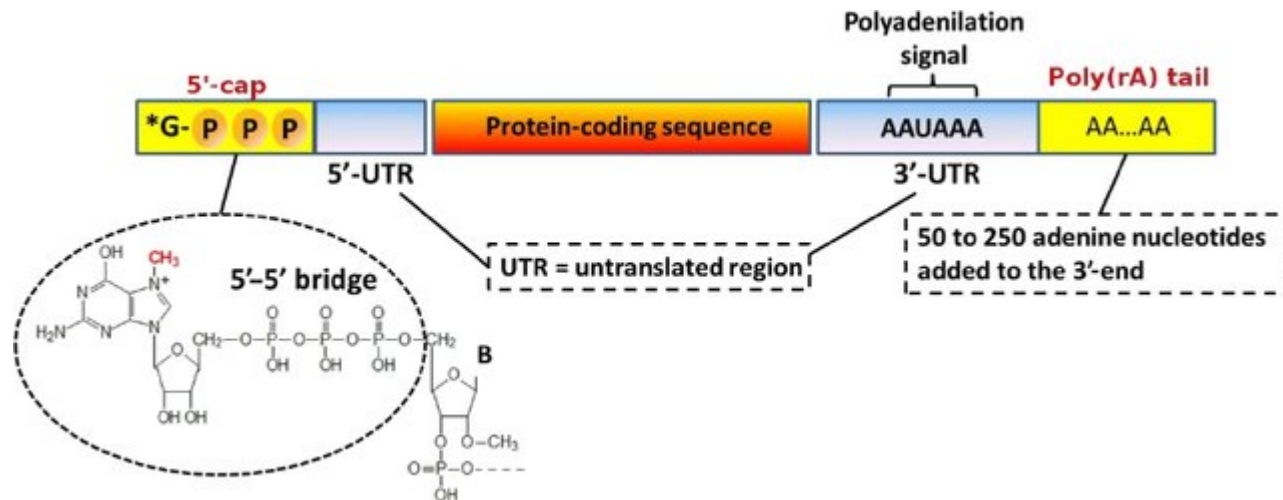 Polyadenilation
signal
5'-cap
Poly(rA) tail
*G- P P P
Protein-coding sequence
AAUAAA
AA...AA
5'-UTR
3'-UTR
UTR = untranslated region
50 to 250 adenine nucleotides
added to the 3'-end
5'–5' bridge
OH
CH₃
N
N+
H₂N
N
N
O
OH OH
CH₂–O–P–O–P–O–P–O–CH₂
O O O
OH OH OH
B
O
O O–CH₃
O=P–O----
OH